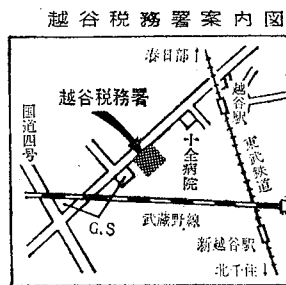 越谷税務署案内図
春日部↑
越谷税務署
越谷駅
国道四号
十全病院
東武鉄道
武蔵野線
G.S
新越谷駅
北千住↓